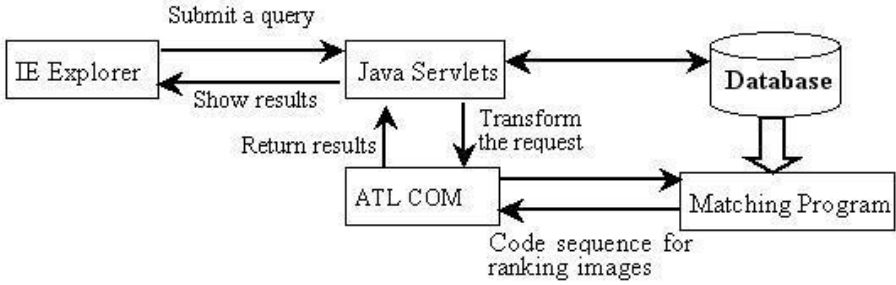 Submit a query
IE Explorer
Java Servlets
Database
Show results
Return results
Transform
the request
ATL COM
Matching Program
Code sequence for
ranking images